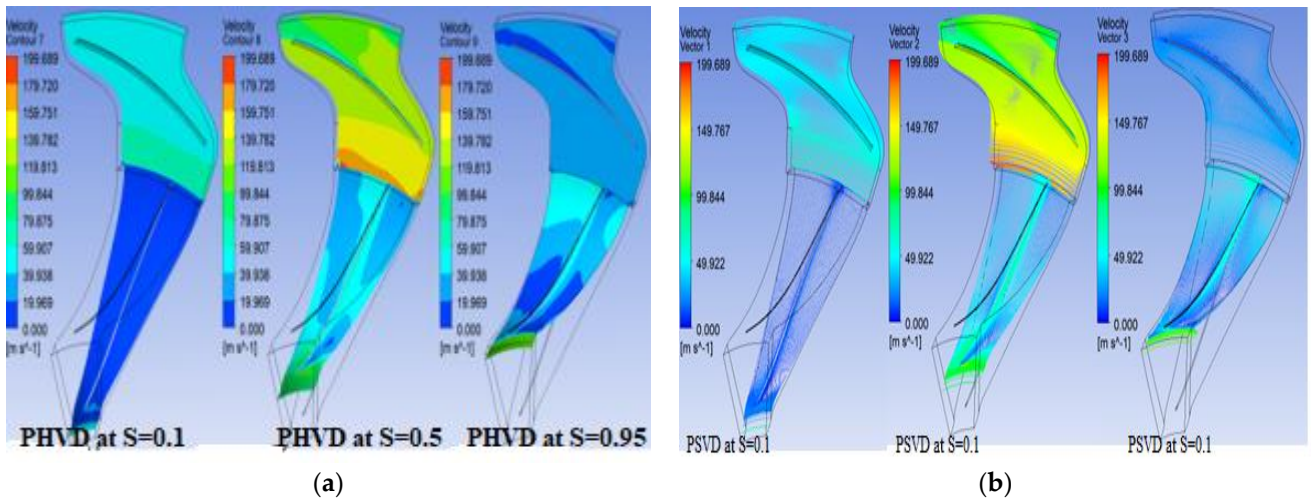 Velocity
Contour 7
199.689
179.720
159.751
139.782
119.813
99.844
79.875
59.907
39.938
19.969
0.000
[m s^-1]
PHVD at S=0.1
Velocity
Contour 8
199.689
179.720
159.751
139.782
119.813
99.844
79.875
59.907
39.938
19.969
0.000
[m s^-1]
PHVD at S=0.5
Velocity
Contour 9
199.689
179.720
159.751
139.782
119.813
99.844
79.875
59.907
39.938
19.969
0.000
[m s^-1]
PHVD at S=0.95
(a)
Velocity
Vector 1
199.689
149.767
99.844
49.922
0.000
[m s^-1]
PSVD at S=0.1
Velocity
Vector 2
199.689
149.767
99.844
49.922
0.000
[m s^-1]
PSVD at S=0.1
Velocity
Vector 3
199.689
149.767
99.844
49.922
0.000
[m s^-1]
PSVD at S=0.1
(b)